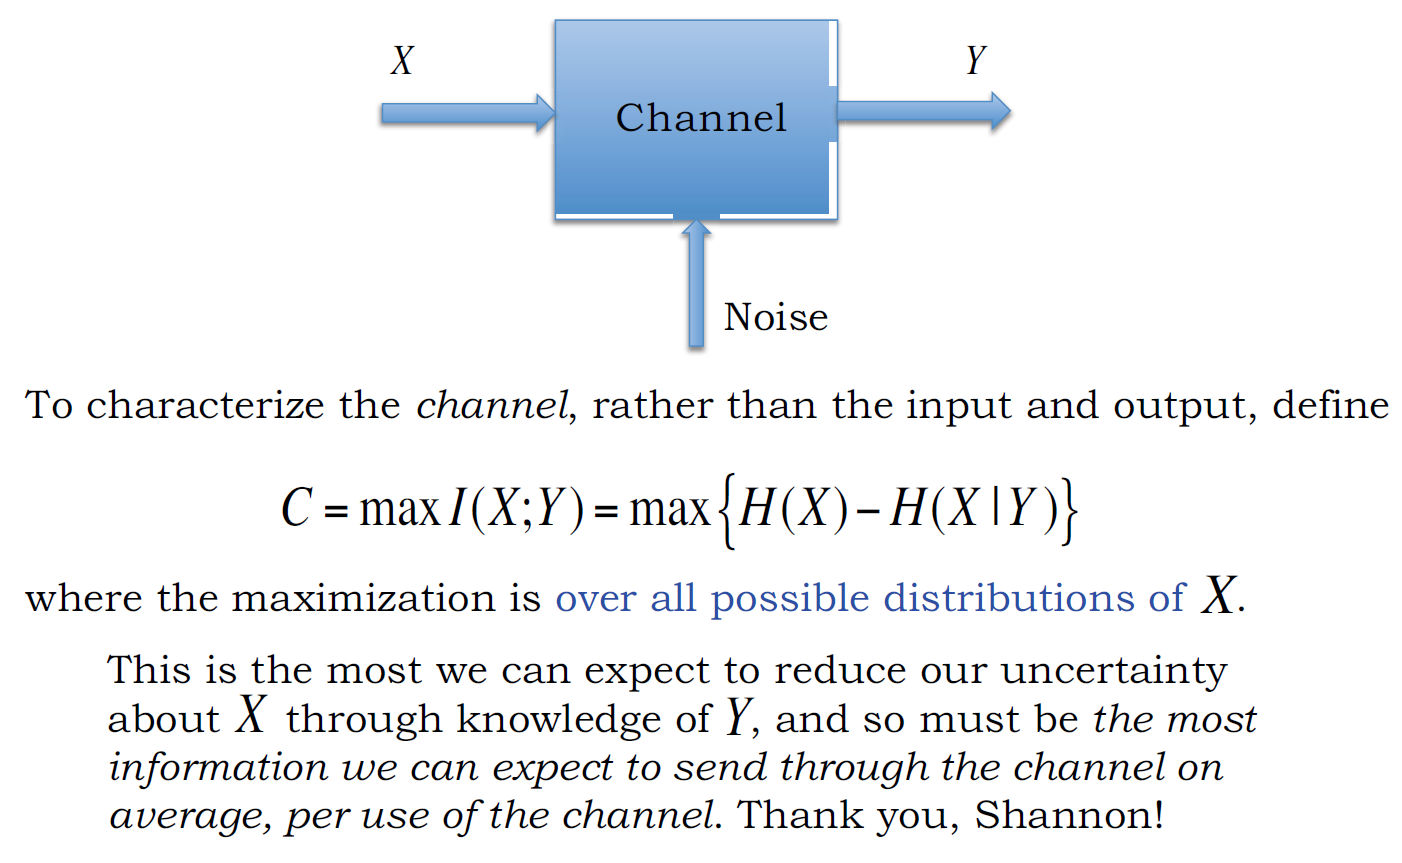 X
Y
Channel
Noise
To characterize the channel, rather than the input and output, define
C = max I(X;Y) = max{H(X) – H(X | Y)}
where the maximization is over all possible distributions of X.
This is the most we can expect to reduce our uncertainty
about X through knowledge of Y, and so must be the most
information we can expect to send through the channel on
average, per use of the channel. Thank you, Shannon!